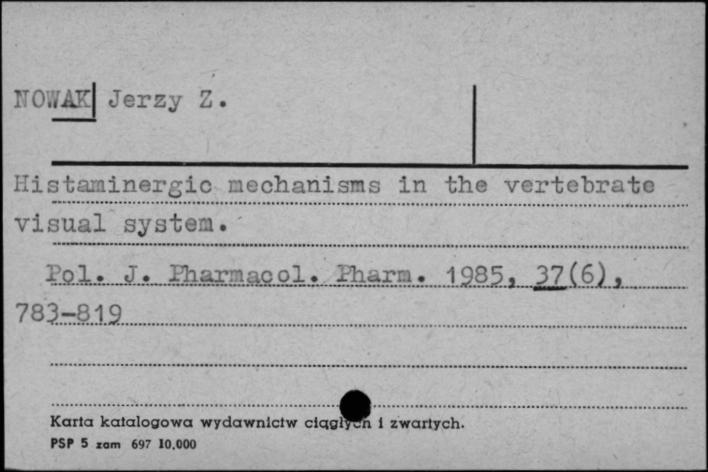 NOWAK Jerzy Z.
Histaminergic mechanisms in the vertebrate
visual system.
Pol. J. Pharmacol. Pharm. 1985, 37(6),
783-819
Karta katalogowa wydawnictw ciągłych i zwartych.
PSP 5 zam 697 10,000